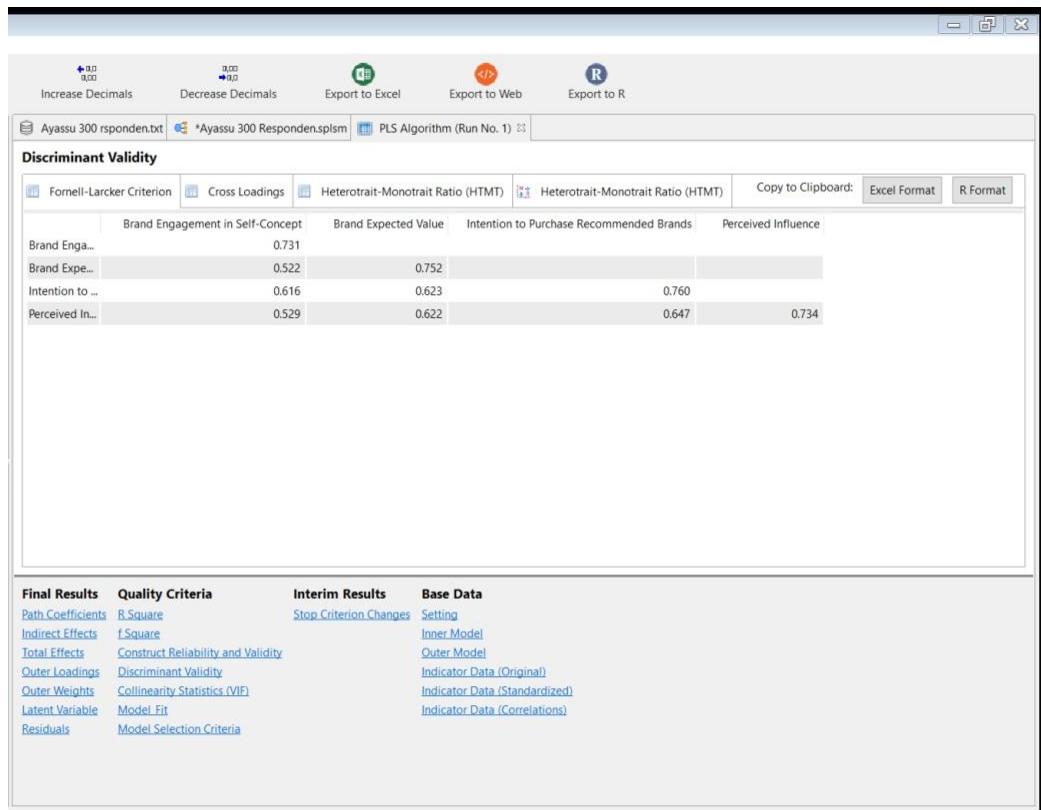 Increase Decimals Decrease Decimals Export to Excel Export to Web Export to R
Ayassu 300 rsponden.txt *Ayassu 300 Responden.splsm PLS Algorithm (Run No. 1)
Discriminant Validity
Fornell-Larcker Criterion Cross Loadings Heterotrait-Monotrait Ratio (HTMT) Heterotrait-Monotrait Ratio (HTMT) Copy to Clipboard: Excel Format R Format
Brand Engagement in Self-Concept Brand Expected Value Intention to Purchase Recommended Brands Perceived Influence
Brand Enga... 0.731
Brand Expe... 0.522 0.752
Intention to ... 0.616 0.623 0.760
Perceived In... 0.529 0.622 0.647 0.734
Final Results Quality Criteria Interim Results Base Data
Path Coefficients R Square Stop Criterion Changes Setting
Indirect Effects f Square Inner Model
Total Effects Construct Reliability and Validity Outer Model
Outer Loadings Discriminant Validity Indicator Data (Original)
Outer Weights Collinearity Statistics (VIF) Indicator Data (Standardized)
Latent Variable Model Fit Indicator Data (Correlations)
Residuals Model Selection Criteria